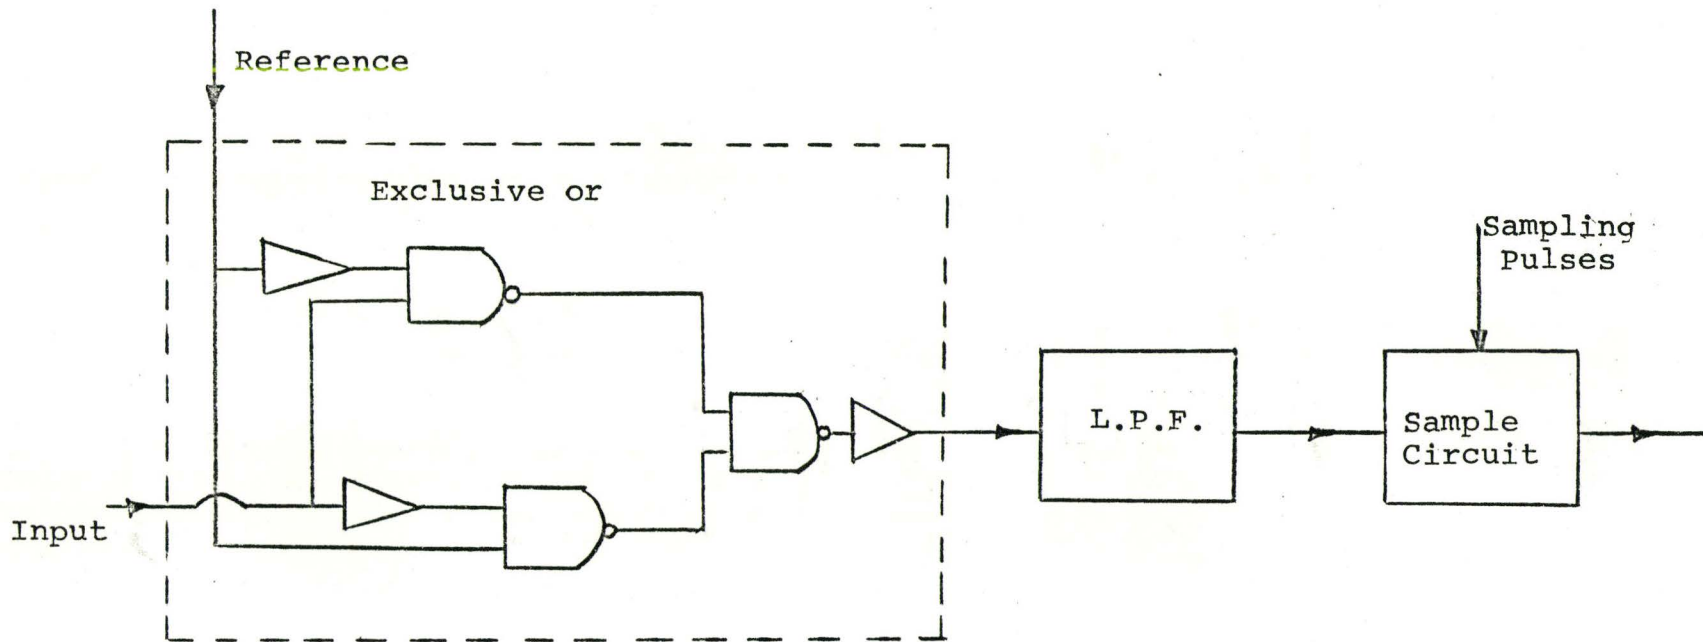 Reference
Exclusive or
Sampling
Pulses
L.P.F.
Sample
Circuit
Input